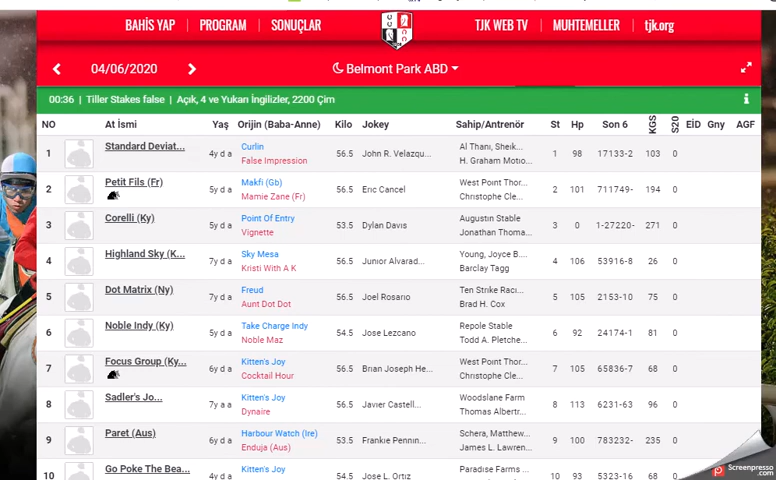 BAHİS YAP PROGRAM SONUÇLAR TJK WEB TV MUHTEMELLER tjk.org
04/06/2020 Belmont Park ABD
00:36 | Tiller Stakes false | Açık, 4 ve Yukarı İngilizler, 2200 Çim
NO At İsmi Yaş Orijin (Baba-Anne) Kilo Jokey Sahip/Antrenör St Hp Son 6 KGS S20 EİD Gny AGF
1 Standard Deviat... 4y d a Curlin False Impression 56.5 John R. Velazqu... Al Thani, Sheik... H. Graham Motio... 1 98 17133-2 103 0
2 Petit Fils (Fr) 5y d a Makfi (Gb) Mamie Zane (Fr) 56.5 Eric Cancel West Point Thor... Christophe Cle... 2 101 711749- 194 0
3 Corelli (Ky) 5y d a Point Of Entry Vignette 53.5 Dylan Davis Augustin Stable Jonathan Thoma... 3 0 1-27220- 271 0
4 Highland Sky (K... 7y d a Sky Mesa Kristi With A.K 56.5 Junior Alvarad... Young, Joyce B.... Barclay Tagg 4 106 53916-8 26 0
5 Dot Matrix (Ny) 7y d a Freud Aunt Dot Dot 56.5 Joel Rosario Ten Strike Raci... Brad H. Cox 5 105 2153-10 75 0
6 Noble Indy (Ky) 5y d a Take Charge Indy Noble Maz 54.5 Jose Lezcano Repole Stable Todd A. Pletche... 6 92 24174-1 81 0
7 Focus Group (Ky... 6y d a Kitten's Joy Cocktail Hour 56.5 Brian Joseph He... West Point Thor... Christophe Cle... 7 105 65836-7 68 0
8 Sadler's Jo... 7y a a Kitten's Joy Dynaire 56.5 Javier Castell... Woodslane Farm Thomas Albertr... 8 113 6231-63 96 0
9 Paret (Aus) 6y d a Harbour Watch (Ire) Enduja (Aus) 53.5 Frankie Pennin... Schera, Matthew... James L. Lawren... 9 100 783232- 235 0
10 Go Poke The Bea... 4y d a Kitten's Joy 54.5 Jose L. Ortiz Paradise Farms ... 10 93 5323-16 68 0
Screenpresso
.com